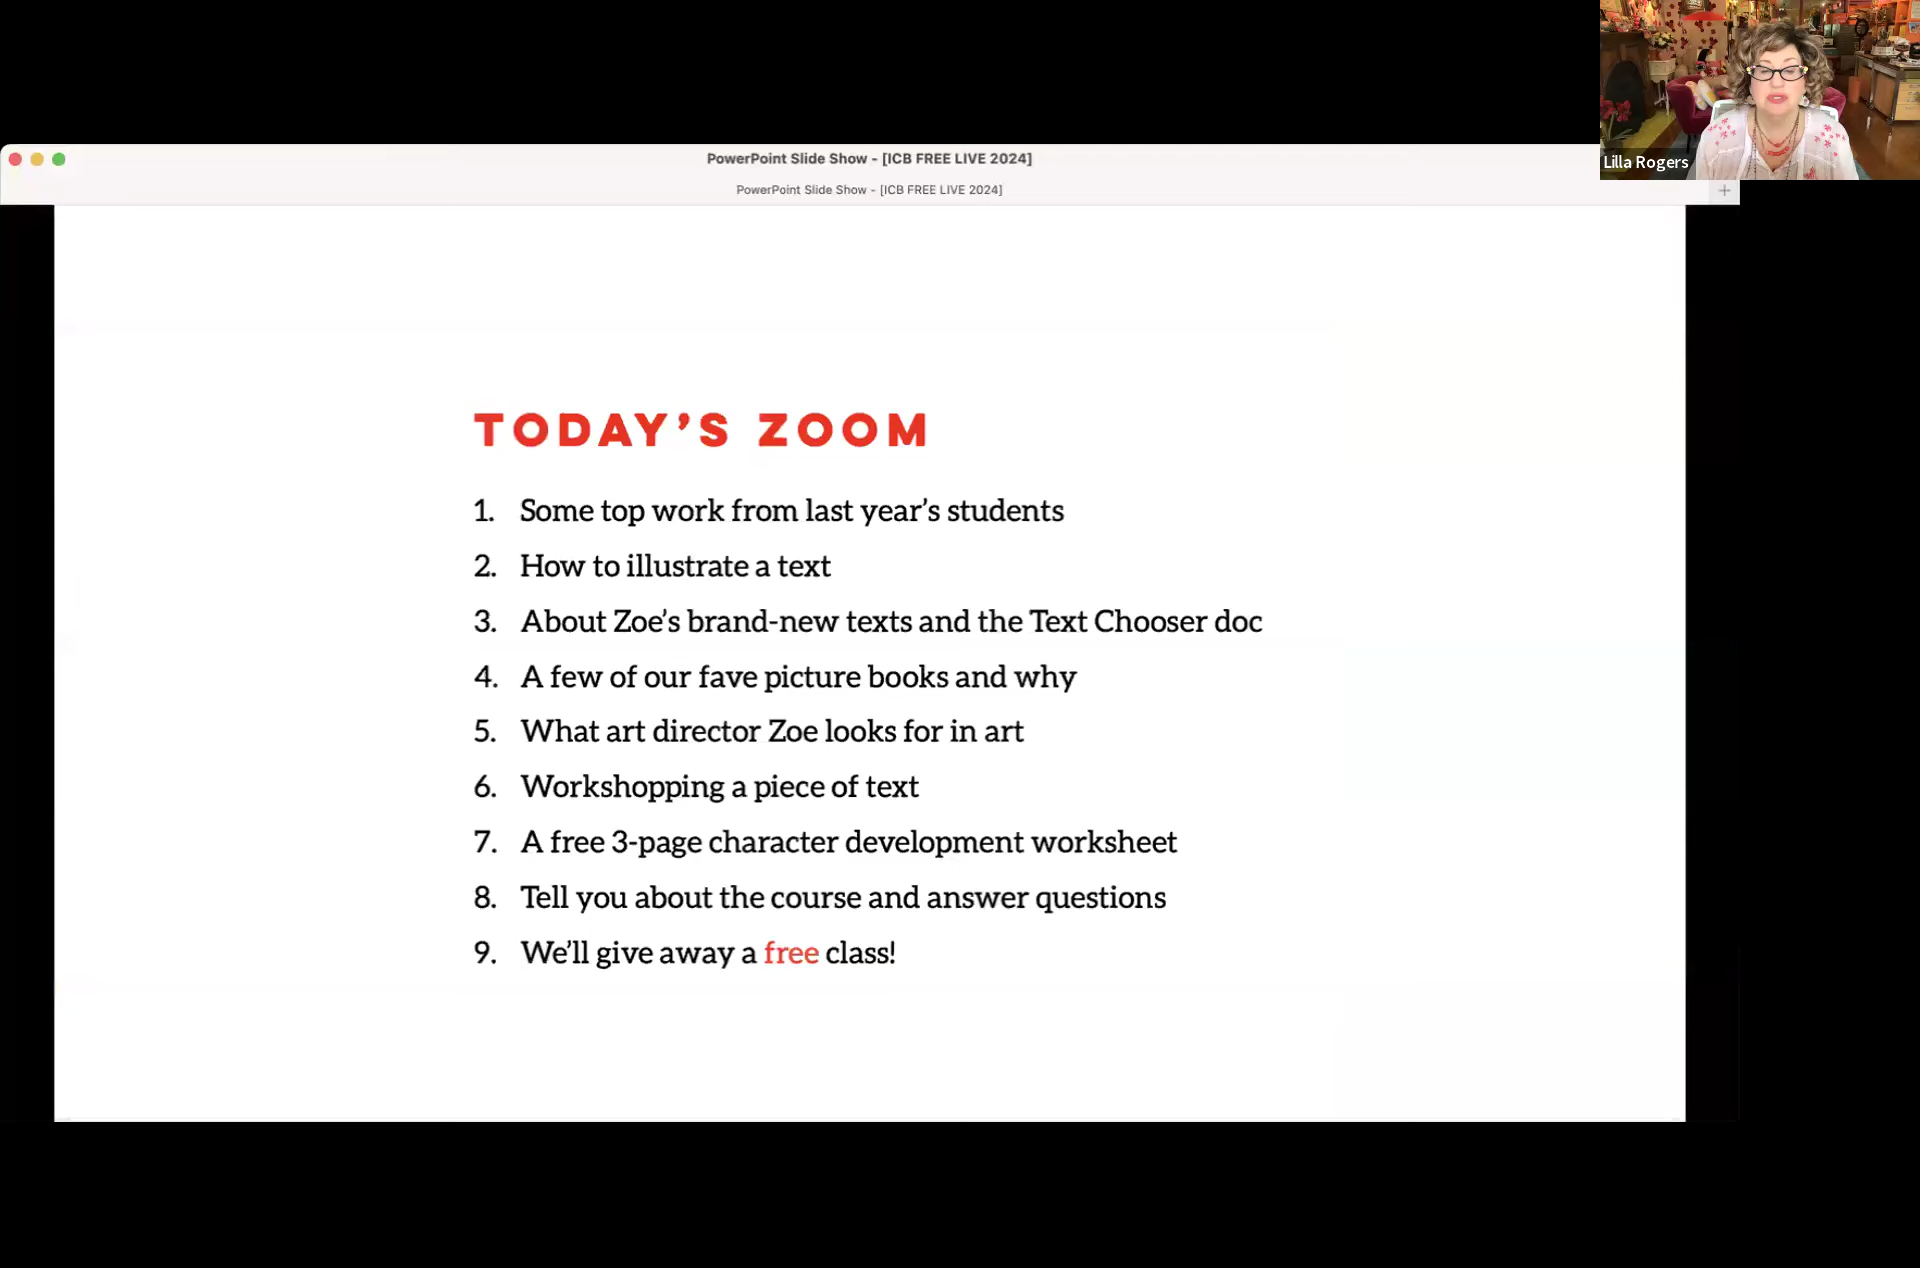 Lilla Rogers
PowerPoint Slide Show - [ICB FREE LIVE 2024]
PowerPoint Slide Show - [ICB FREE LIVE 2024]
TODAY’S ZOOM
1. Some top work from last year’s students
2. How to illustrate a text
3. About Zoe’s brand-new texts and the Text Chooser doc
4. A few of our fave picture books and why
5. What art director Zoe looks for in art
6. Workshopping a piece of text
7. A free 3-page character development worksheet
8. Tell you about the course and answer questions
9. We’ll give away a free class!